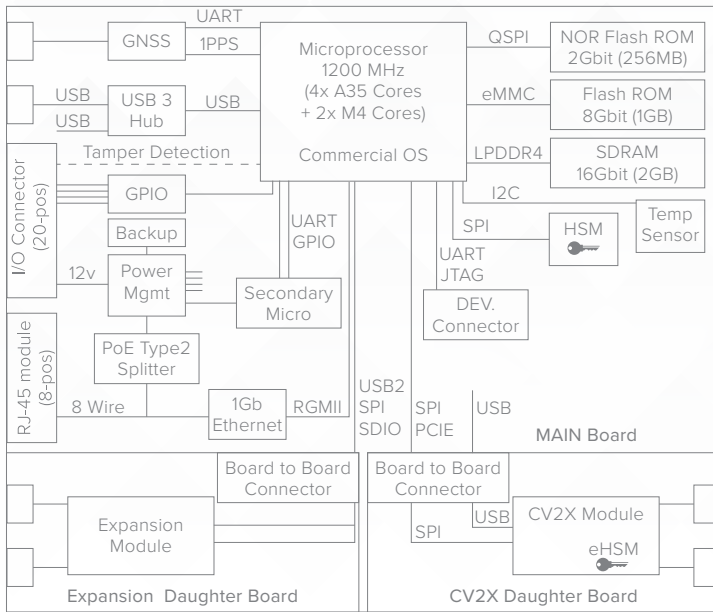 UART
GNSS
1PPS
Microprocessor
1200 MHz
(4x A35 Cores
+ 2x M4 Cores)
Commercial OS
QSPI
NOR Flash ROM
2Gbit (256MB)
USB
USB
USB 3
Hub
USB
eMMC
Flash ROM
8Gbit (1GB)
Tamper Detection
LPDDR4
SDRAM
16Gbit (2GB)
I/O Connector
(20-pos)
GPIO
I2C
Temp
Sensor
Backup
UART
GPIO
SPI
HSM
12v
Power
Mgmt
UART
JTAG
Secondary
Micro
DEV.
Connector
RJ-45 module
(8-pos)
PoE Type2
Splitter
8 Wire
1Gb
Ethernet
RGMII
USB2
SPI
SDIO
SPI
PCIE
USB
MAIN Board
Board to Board
Connector
Board to Board
Connector
Expansion
Module
USB
SPI
CV2X Module
eHSM
Expansion Daughter Board
CV2X Daughter Board